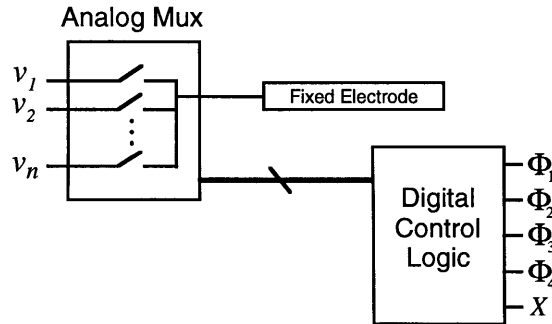 Analog Mux
v1
v2
vn
Fixed Electrode
Digital
Control
Logic
Φ1
Φ2
Φ3
Φ4
X